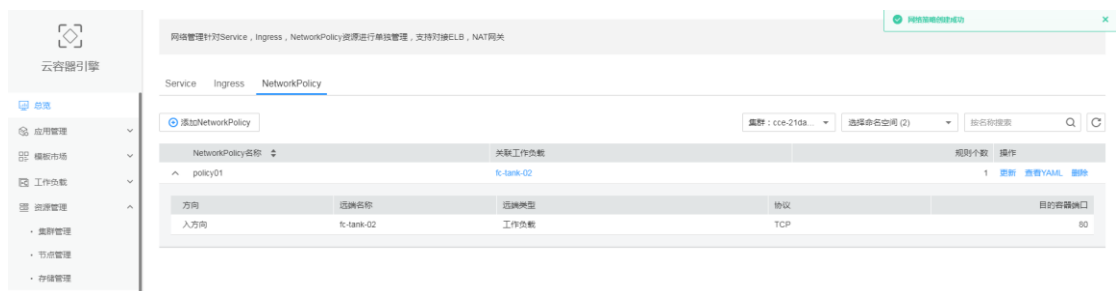 网络策略创建成功
云容器引擎
网络管理针对Service，Ingress，NetworkPolicy资源进行单独管理，支持对接ELB，NAT网关
Service Ingress NetworkPolicy
总览
应用管理
模板市场
工作负载
资源管理
集群管理
节点管理
存储管理
添加NetworkPolicy 集群：cce-21da... 选择命名空间 (2) 按名称搜索
NetworkPolicy名称 关联工作负载 规则个数 操作
policy01 fc-tank-02 1 更新 查看YAML 删除
方向 远端名称 远端类型 协议 目的容器端口
入方向 fc-tank-02 工作负载 TCP 80